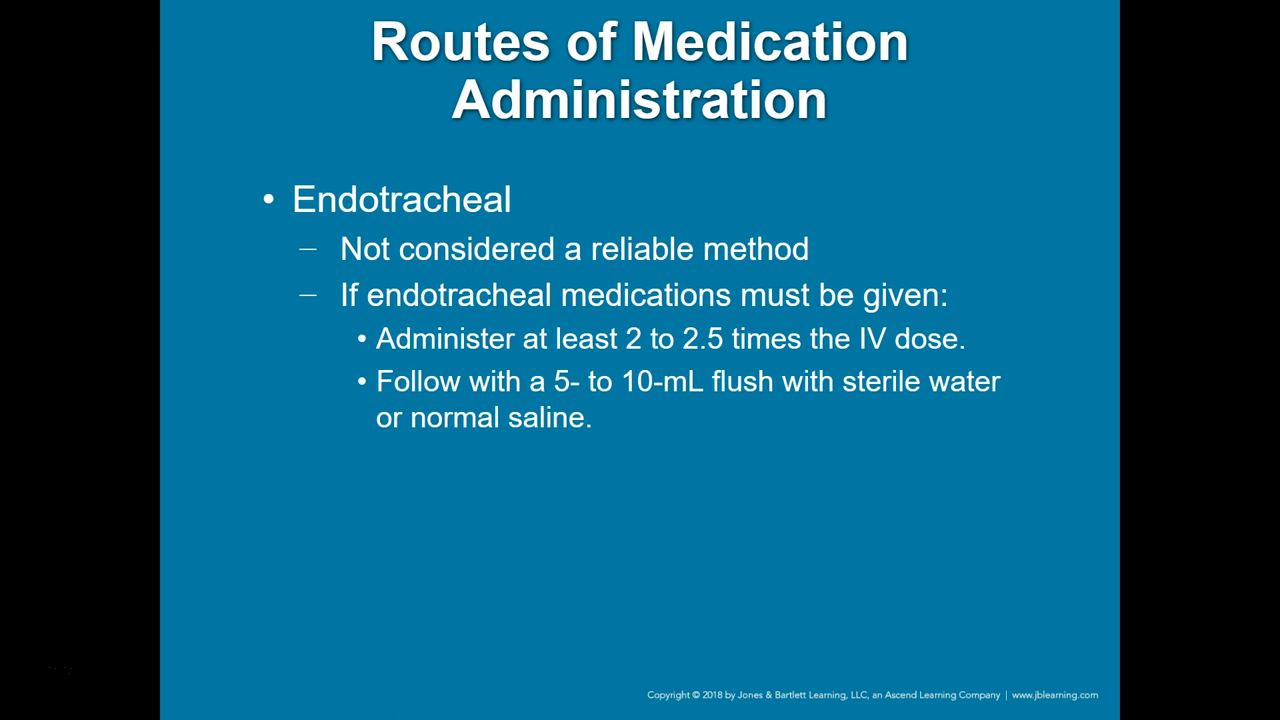 Routes of Medication
Administration
• Endotracheal
– Not considered a reliable method
– If endotracheal medications must be given:
• Administer at least 2 to 2.5 times the IV dose.
• Follow with a 5- to 10-mL flush with sterile water
or normal saline.
Copyright © 2018 by Jones & Bartlett Learning, LLC, an Ascend Learning Company | www.jblearning.com